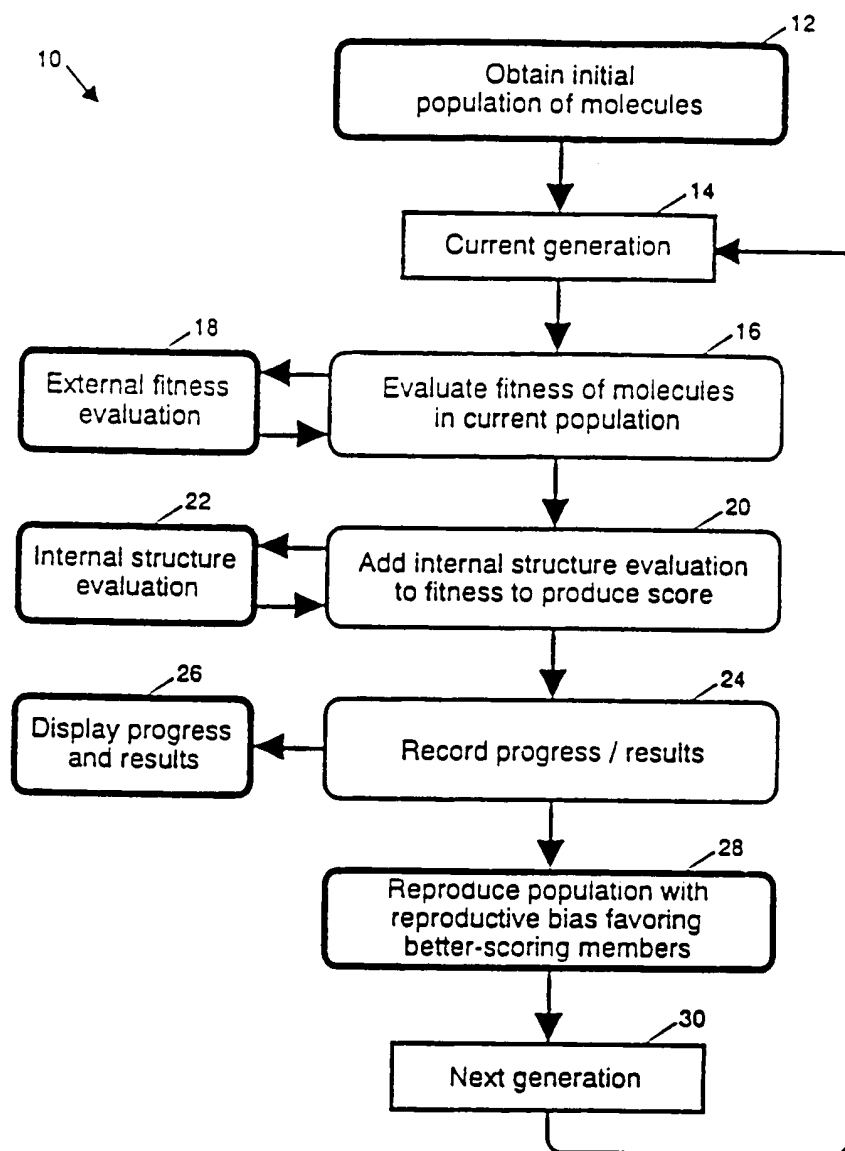 12
10
Obtain initial
population of molecules
14
Current generation
18
16
External fitness
evaluation
Evaluate fitness of molecules
in current population
22
20
Internal structure
evaluation
Add internal structure evaluation
to fitness to produce score
26
24
Display progress
and results
Record progress / results
28
Reproduce population with
reproductive bias favoring
better-scoring members
30
Next generation